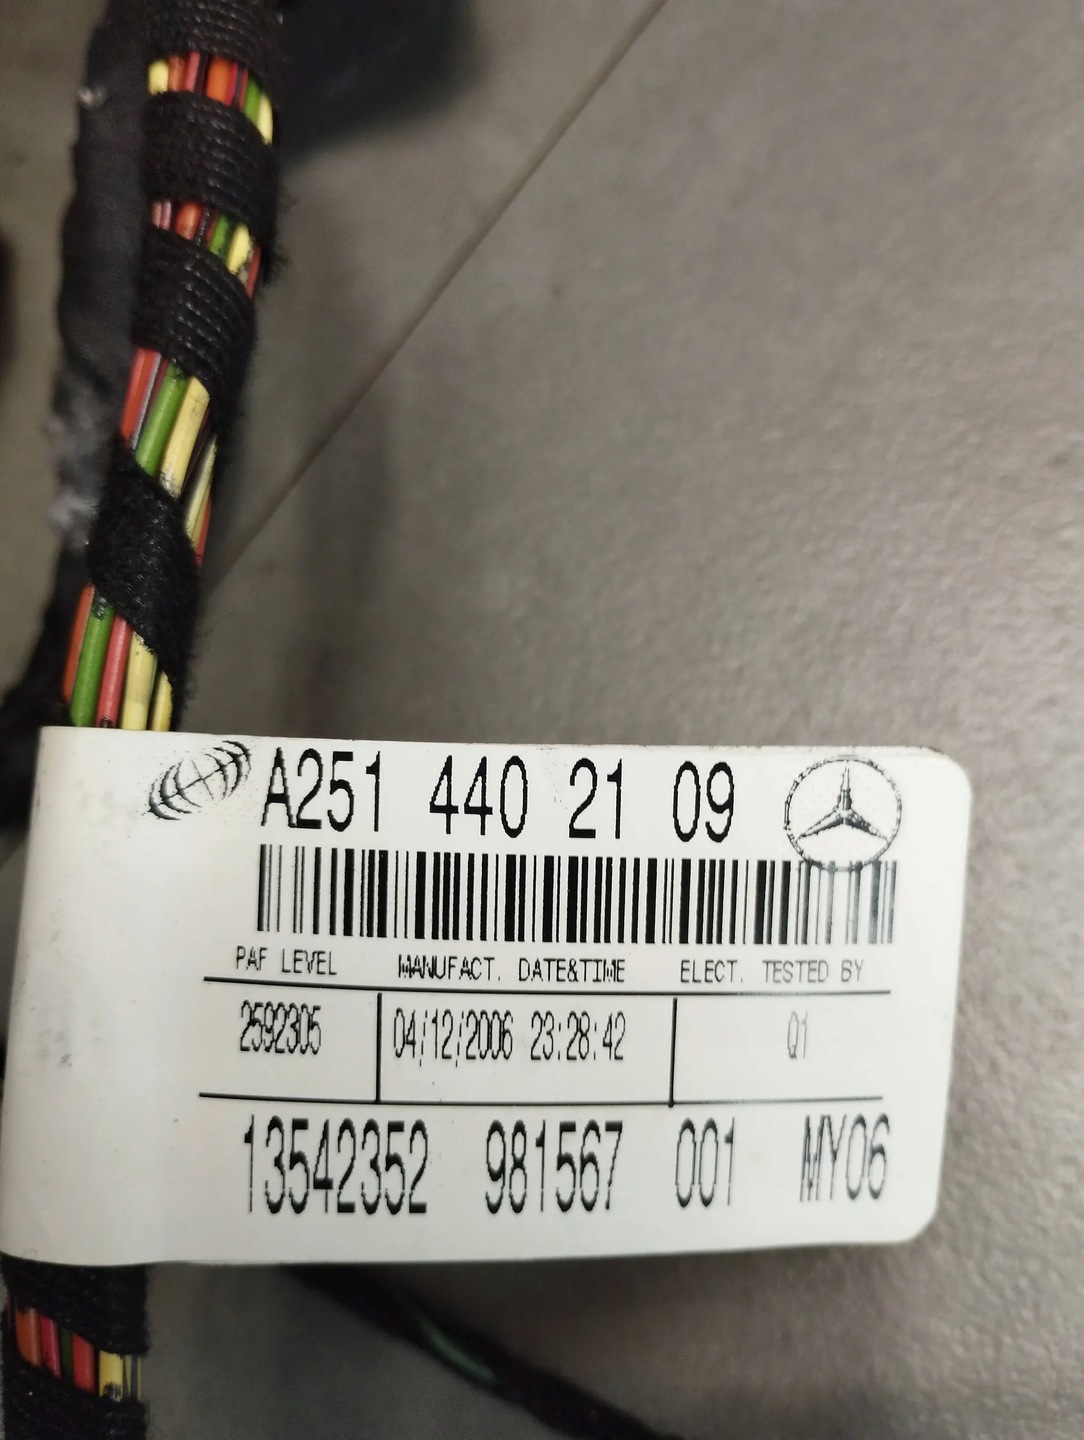 A251 440 21 09
PAF LEVEL MANUFACT. DATE&TIME ELECT. TESTED BY
2592305 04/12/2006 23:28:42 Q1
13542352 981567 001 MY06